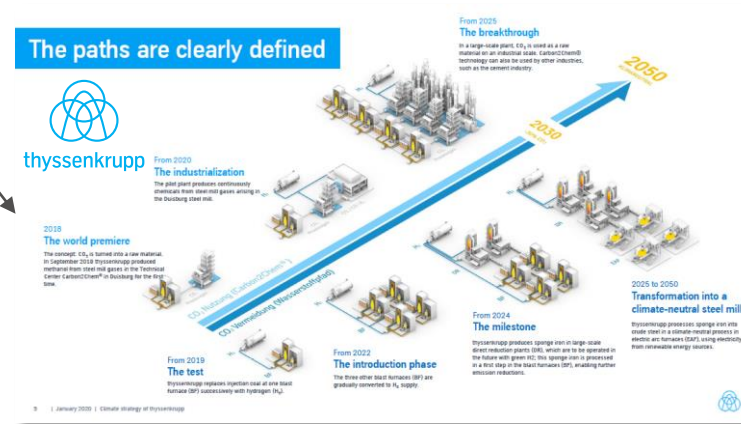 The paths are clearly defined
thyssenkrupp
From 2025
The breakthrough
In a large-scale plant, CO₂ is used as a raw
material on an industrial scale. Carbon2Chem®
technology can also be used by other industries,
such as the cement industry.
2050
2030
From 2020
The industrialization
The pilot plant produces continuously
chemicals from steel mill gases arising in
the Duisburg steel mill.
2018
The world premiere
The concept: CO₂ is turned into a raw material.
In September 2018 thyssenkrupp produced
methanol from steel mill gases in the Technical
Center Carbon2Chem® in Duisburg for the first
time.
CO₂ Nutzung (Carbon2Chem®)
CO₂ Vermeidung (Wasserstoffpfad)
From 2019
The test
thyssenkrupp replaces injection coal at one blast
furnace (BF) successively with hydrogen (H₂).
From 2022
The introduction phase
The three other blast furnaces (BF) are
gradually converted to H₂ supply.
From 2024
The milestone
thyssenkrupp produces sponge iron in large-scale
direct reduction plants (DR), which are to be operated in
the future with green H2; this sponge iron is processed
in a first step in the blast furnaces (BF), enabling further
emission reductions.
2025 to 2050
Transformation into a
climate-neutral steel mill
thyssenkrupp processes sponge iron into
crude steel in a climate-neutral process in
electric arc furnaces (EAF), using electricity
from renewable energy sources.
| January 2020 | Climate strategy of thyssenkrupp